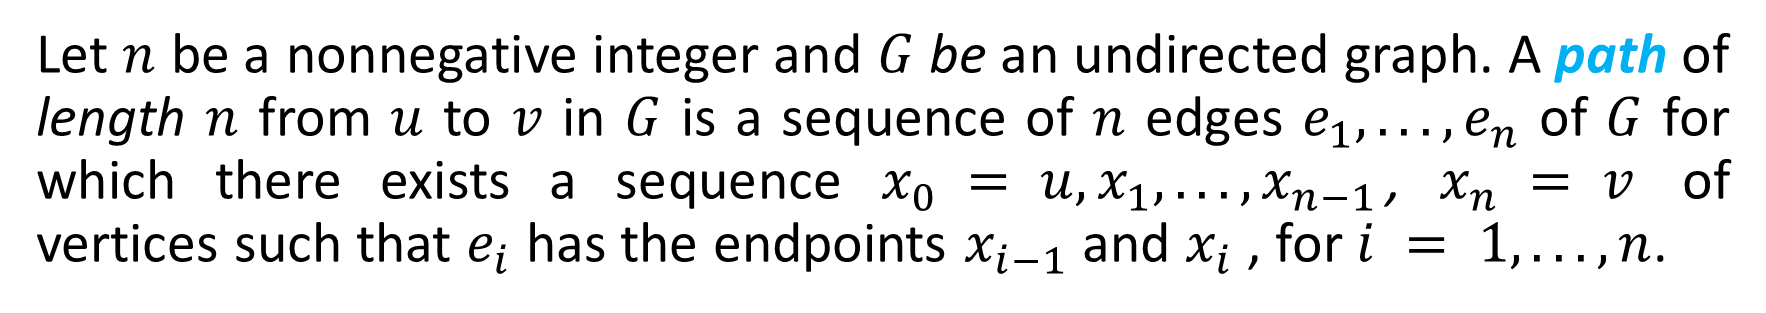 Let 𝑛 be a nonnegative integer and 𝐺 be an undirected graph. A path of
length 𝑛 from 𝑢 to 𝑣 in 𝐺 is a sequence of 𝑛 edges 𝑒₁, . . . , 𝑒ₙ of 𝐺 for
which there exists a sequence 𝑥₀ = 𝑢, 𝑥₁, . . . , 𝑥ₙ₋₁, 𝑥ₙ = 𝑣 of
vertices such that 𝑒ᵢ has the endpoints 𝑥ᵢ₋₁ and 𝑥ᵢ , for 𝑖 = 1, . . . , 𝑛.